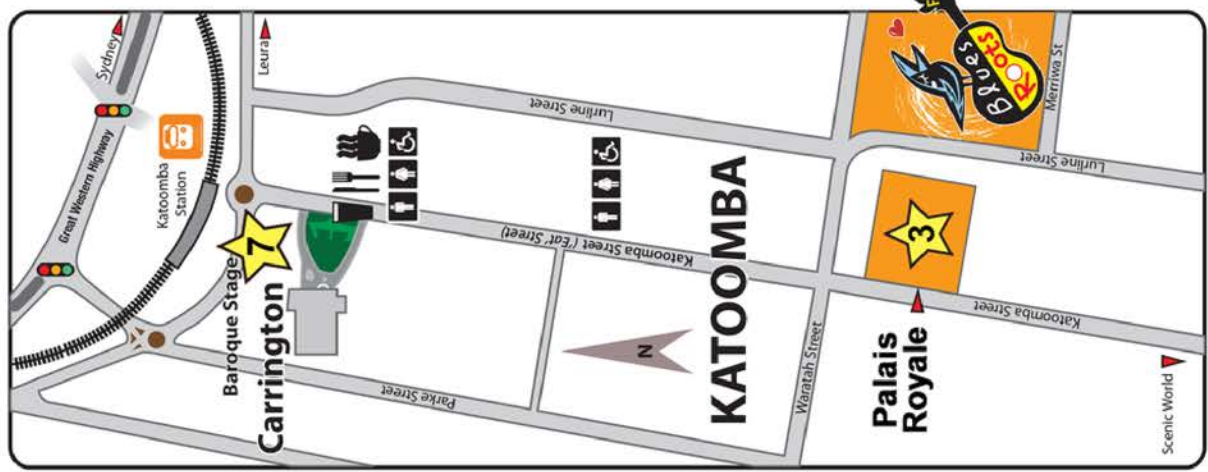 Sydney
Great Western Highway
Katoomba
Station
Leura
Lurline Street
Baroque Stage
7
Carrington
Katoomba Street ('Eat' Street)
Parke Street
N
KATOOMBA
Waratah Street
Blues
Roots
Merriwa St
Lurline Street
3
Palais
Royale
Katoomba Street
Scenic World